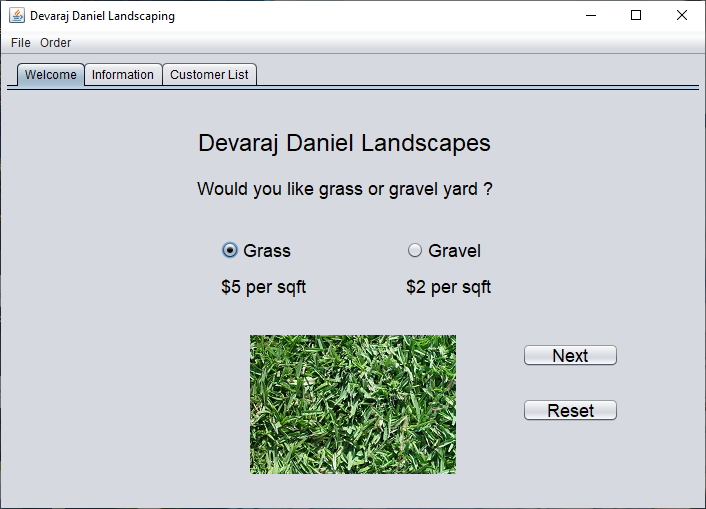 Devaraj Daniel Landscaping
File Order
Welcome Information Customer List
Devaraj Daniel Landscapes
Would you like grass or gravel yard ?
Grass Gravel
$5 per sqft $2 per sqft
Next
Reset